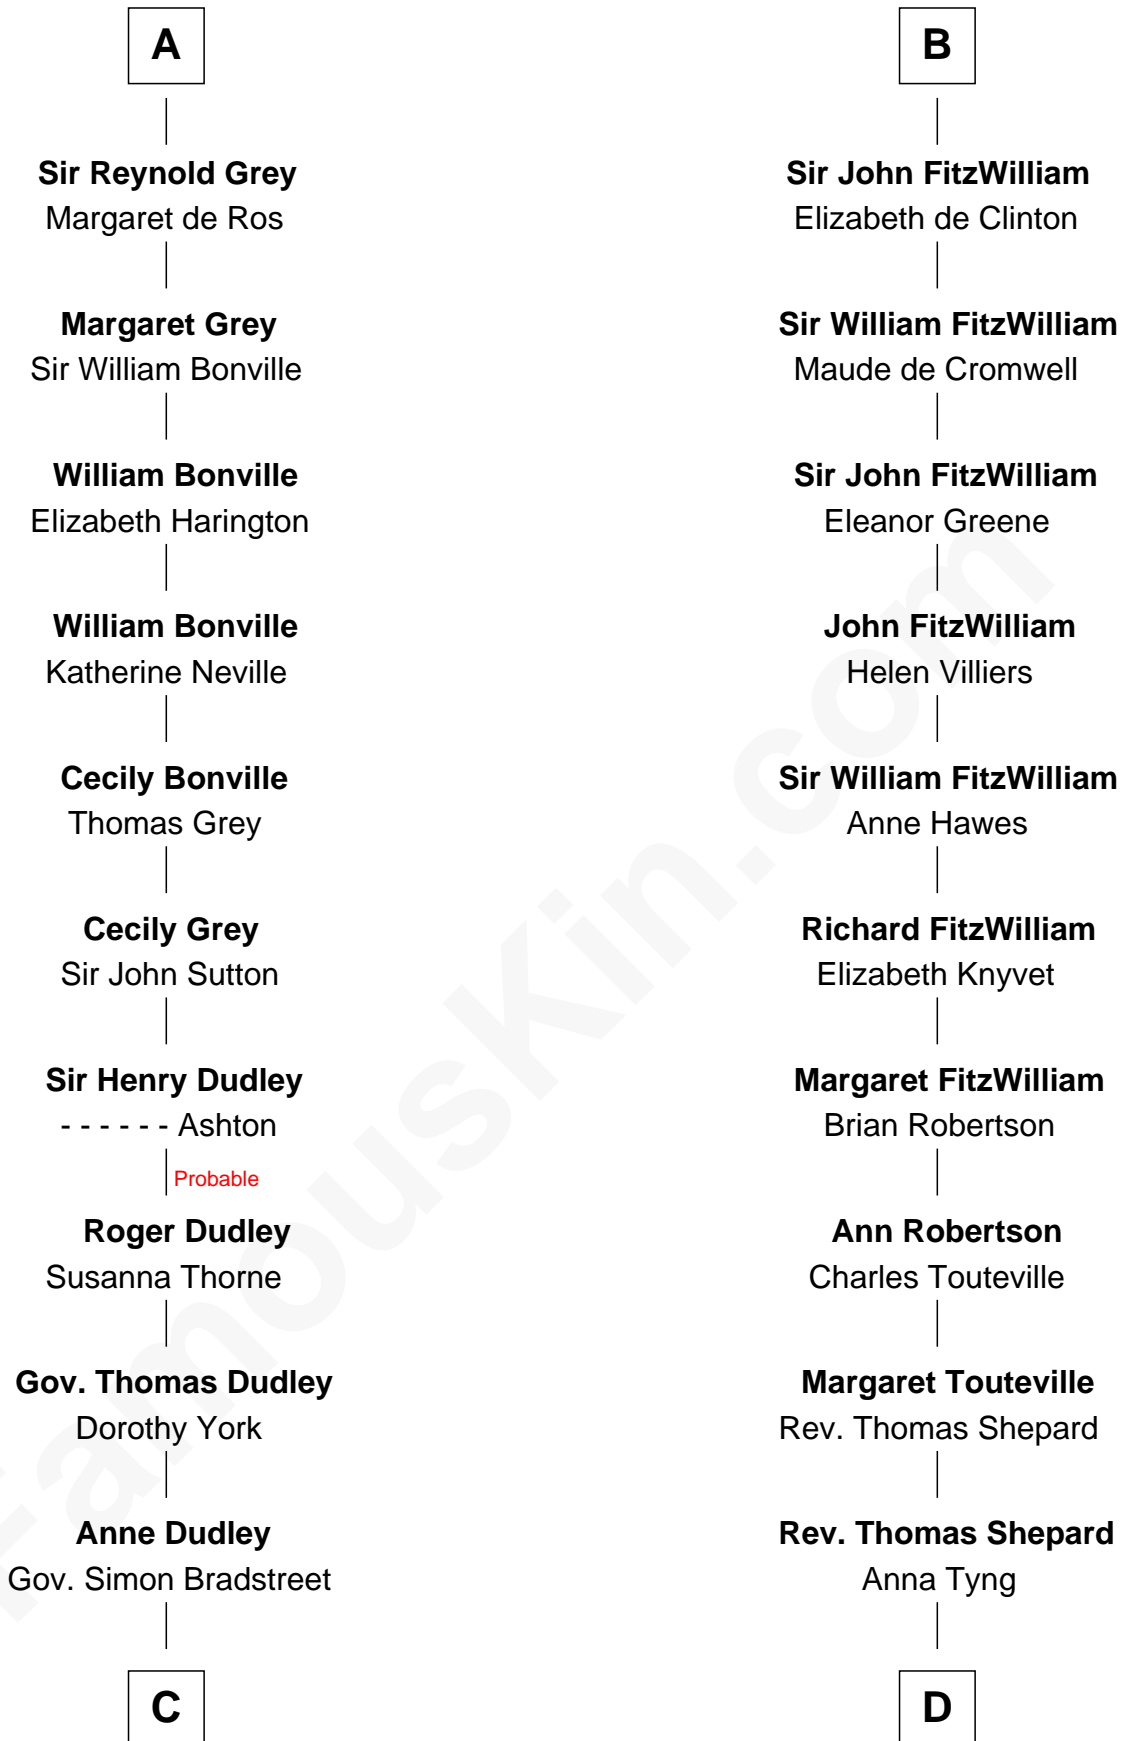 A
Sir Reynold Grey
Margaret de Ros
Margaret Grey
Sir William Bonville
William Bonville
Elizabeth Harington
William Bonville
Katherine Neville
Cecily Bonville
Thomas Grey
Cecily Grey
Sir John Sutton
Sir Henry Dudley
- - - - - - Ashton
Probable
Roger Dudley
Susanna Thorne
Gov. Thomas Dudley
Dorothy York
Anne Dudley
Gov. Simon Bradstreet
C
B
Sir John FitzWilliam
Elizabeth de Clinton
Sir William FitzWilliam
Maude de Cromwell
Sir John FitzWilliam
Eleanor Greene
John FitzWilliam
Helen Villiers
Sir William FitzWilliam
Anne Hawes
Richard FitzWilliam
Elizabeth Knyvet
Margaret FitzWilliam
Brian Robertson
Ann Robertson
Charles Touteville
Margaret Touteville
Rev. Thomas Shepard
Rev. Thomas Shepard
Anna Tyng
D
FamousKin.com